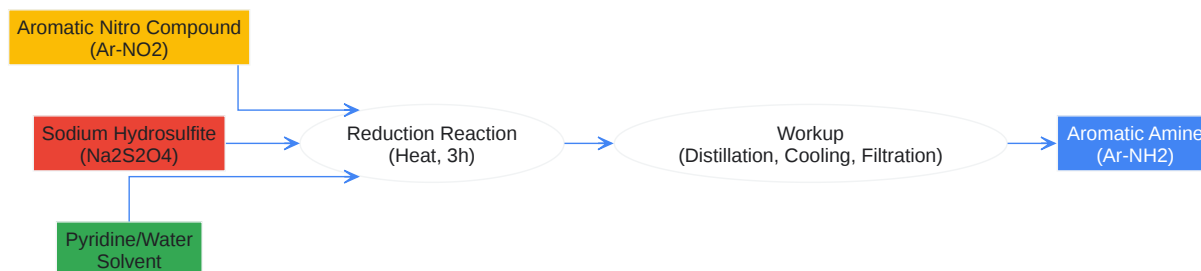 Aromatic Nitro Compound
(Ar-NO2)
Sodium Hydrosulfite
(Na2S2O4)
Pyridine/Water
Solvent
Reduction Reaction
(Heat, 3h)
Workup
(Distillation, Cooling, Filtration)
Aromatic Amine
(Ar-NH2)